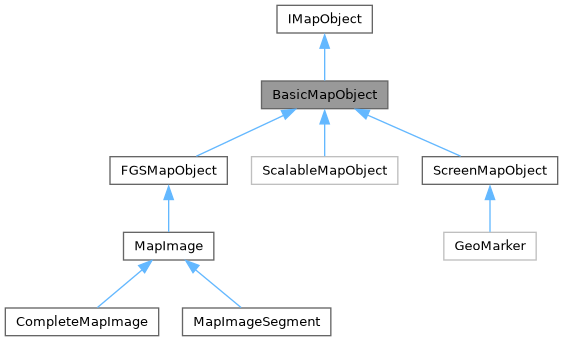 IMapObject
BasicMapObject
FGSMapObject
ScalableMapObject
ScreenMapObject
MapImage
GeoMarker
CompleteMapImage
MapImageSegment